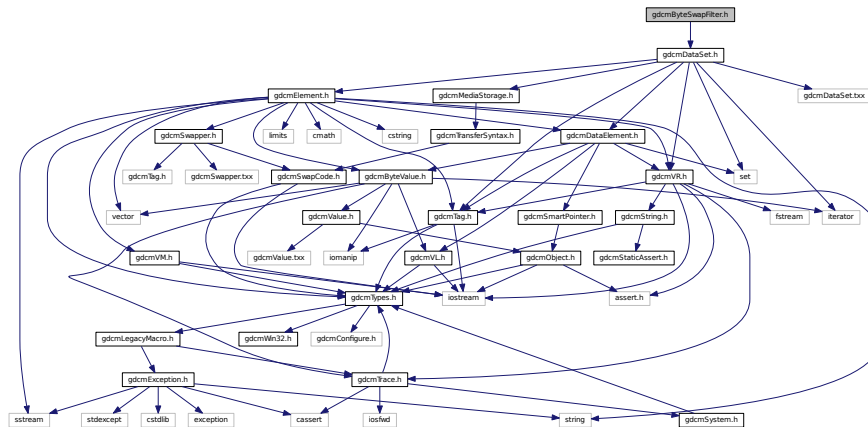 gdcmByteSwapFilter.h
gdcmDataSet.h
gdcmElement.h
gdcmMediaStorage.h
gdcmDataSet.txx
gdcmSwapper.h
limits
cmath
cstring
gdcmTransferSyntax.h
gdcmDataElement.h
gdcmTag.h
gdcmSwapper.txx
gdcmSwapCode.h
gdcmByteValue.h
gdcmVR.h
set
vector
gdcmValue.h
gdcmTag.h
gdcmSmartPointer.h
gdcmString.h
fstream
iterator
gdcmVM.h
gdcmValue.txx
iomanip
gdcmVL.h
gdcmObject.h
gdcmStaticAssert.h
gdcmTypes.h
iostream
assert.h
gdcmLegacyMacro.h
gdcmWin32.h
gdcmConfigure.h
gdcmException.h
gdcmTrace.h
sstream
stdexcept
cstdlib
exception
cassert
iosfwd
string
gdcmSystem.h